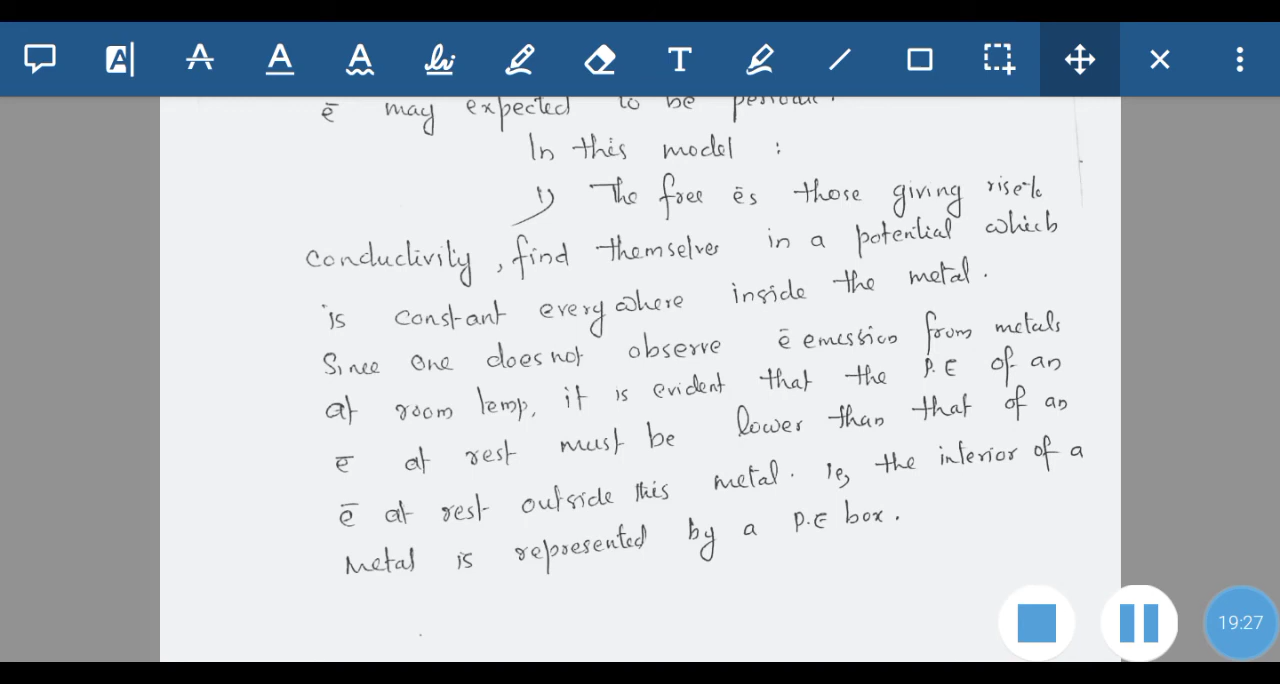 ē may expected to be periodic.
In this model :
1) The free ēs those giving rise to
conductivity, find themselves in a potential which
is constant everywhere inside the metal.
Since one does not observe ē emission from metals
at room temp, it is evident that the P.E of an
ē at rest must be lower than that of an
ē at rest outside this metal. ie, the interior of a
Metal is represented by a P.E box.
19:27